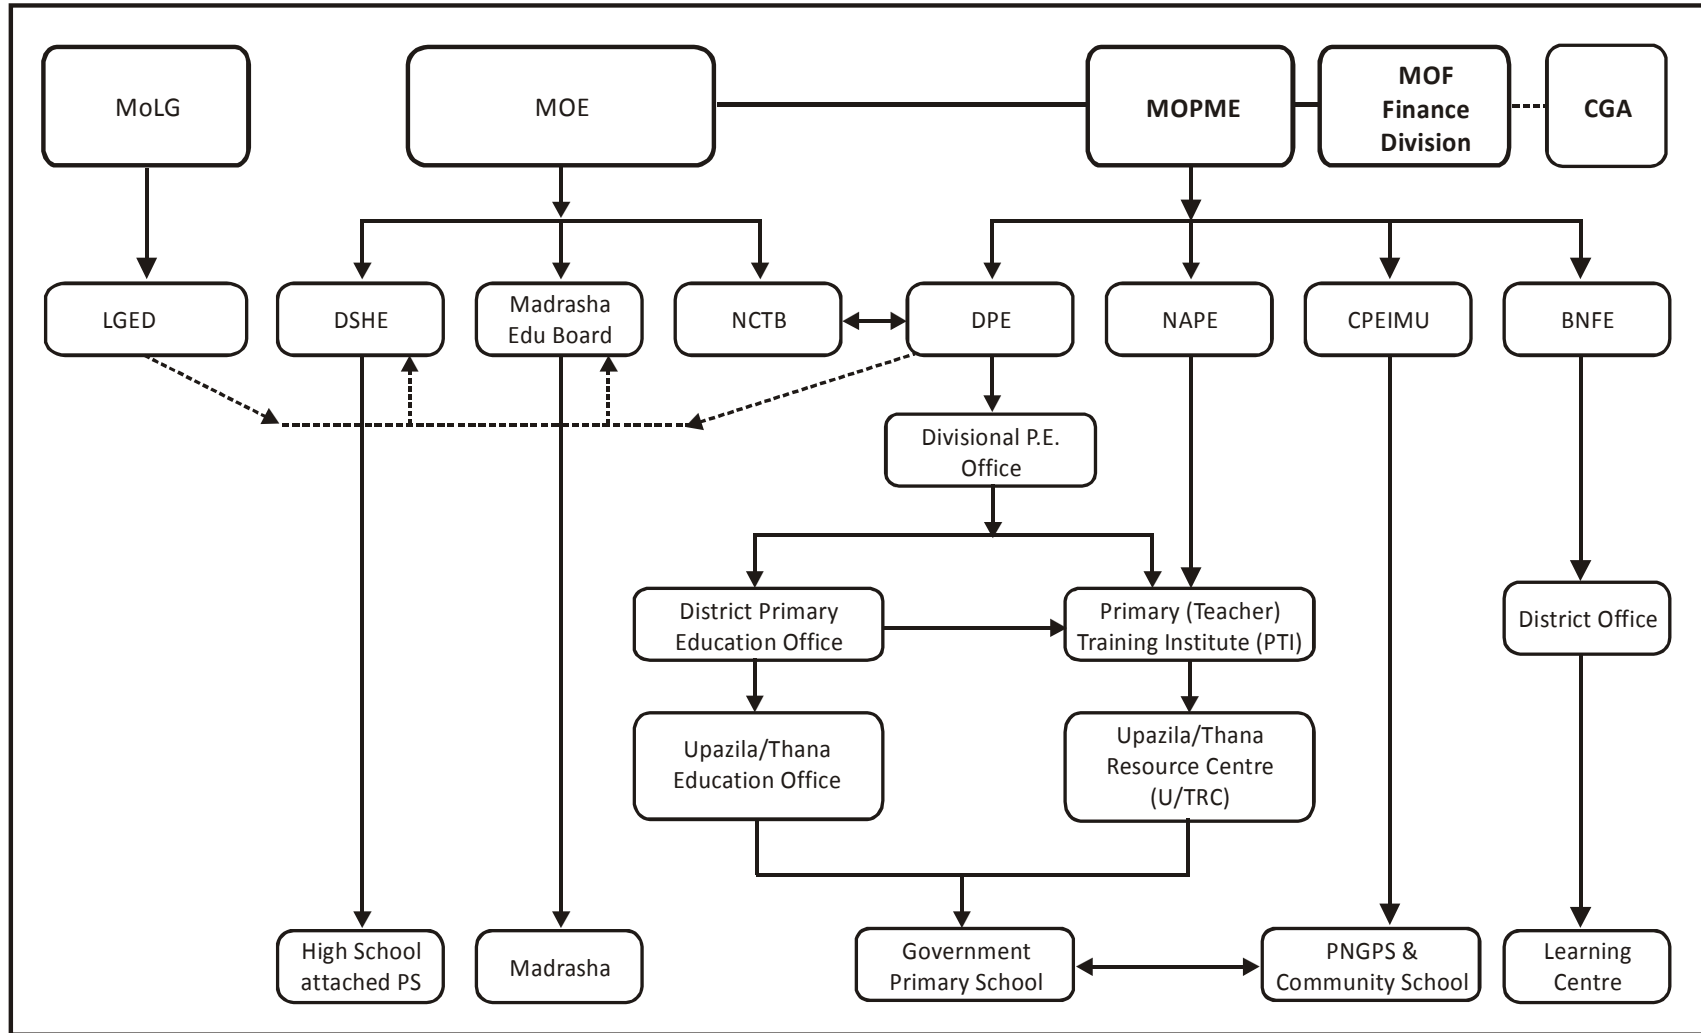 MoLG
MOE
MOPME
MOF
Finance
Division
CGA
LGED
DSHE
Madrasha
Edu Board
NCTB
DPE
NAPE
CPEIMU
BNFE
Divisional P.E.
Office
District Primary
Education Office
Primary (Teacher)
Training Institute (PTI)
District Office
Upazila/Thana
Education Office
Upazila/Thana
Resource Centre
(U/TRC)
High School
attached PS
Madrasha
Government
Primary School
PNGPS &
Community School
Learning
Centre